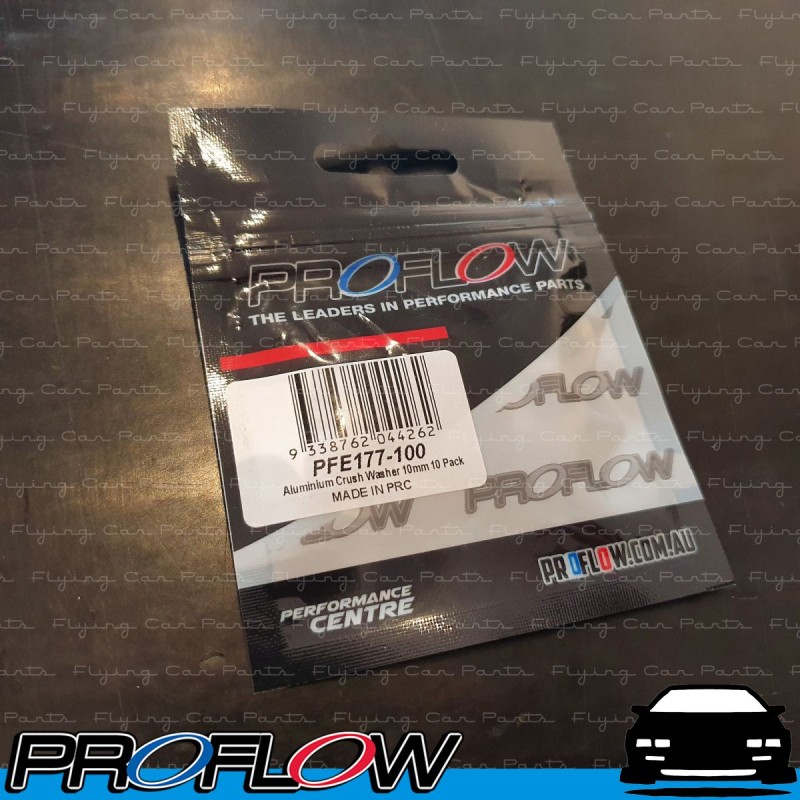 Flying Car Parts
PROFLOW
THE LEADERS IN PERFORMANCE PARTS
9 338762 044262
PFE177-100
Aluminium Crush Washer 10mm 10 Pack
MADE IN PRC
FLOW
PROFLOW
LOW
PROFLOW.COM.AU
PERFORMANCE
CENTRE
PROFLOW